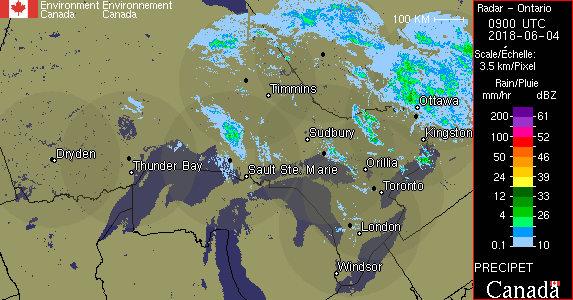 Environment Environnement
Canada Canada
100 KM
Timmins
Ottawa
Sudbury
Kingston
Dryden
Thunder Bay
Sault Ste. Marie
Orillia
Toronto
London
Windsor
Radar - Ontario
0900 UTC
2018-06-04
Scale/Échelle:
3.5 km/Pixel
Rain/Pluie
mm/hr dBZ
200 61
100 52
50 46
24 39
12 33
4 26
0.1 10
PRECIPET
Canada